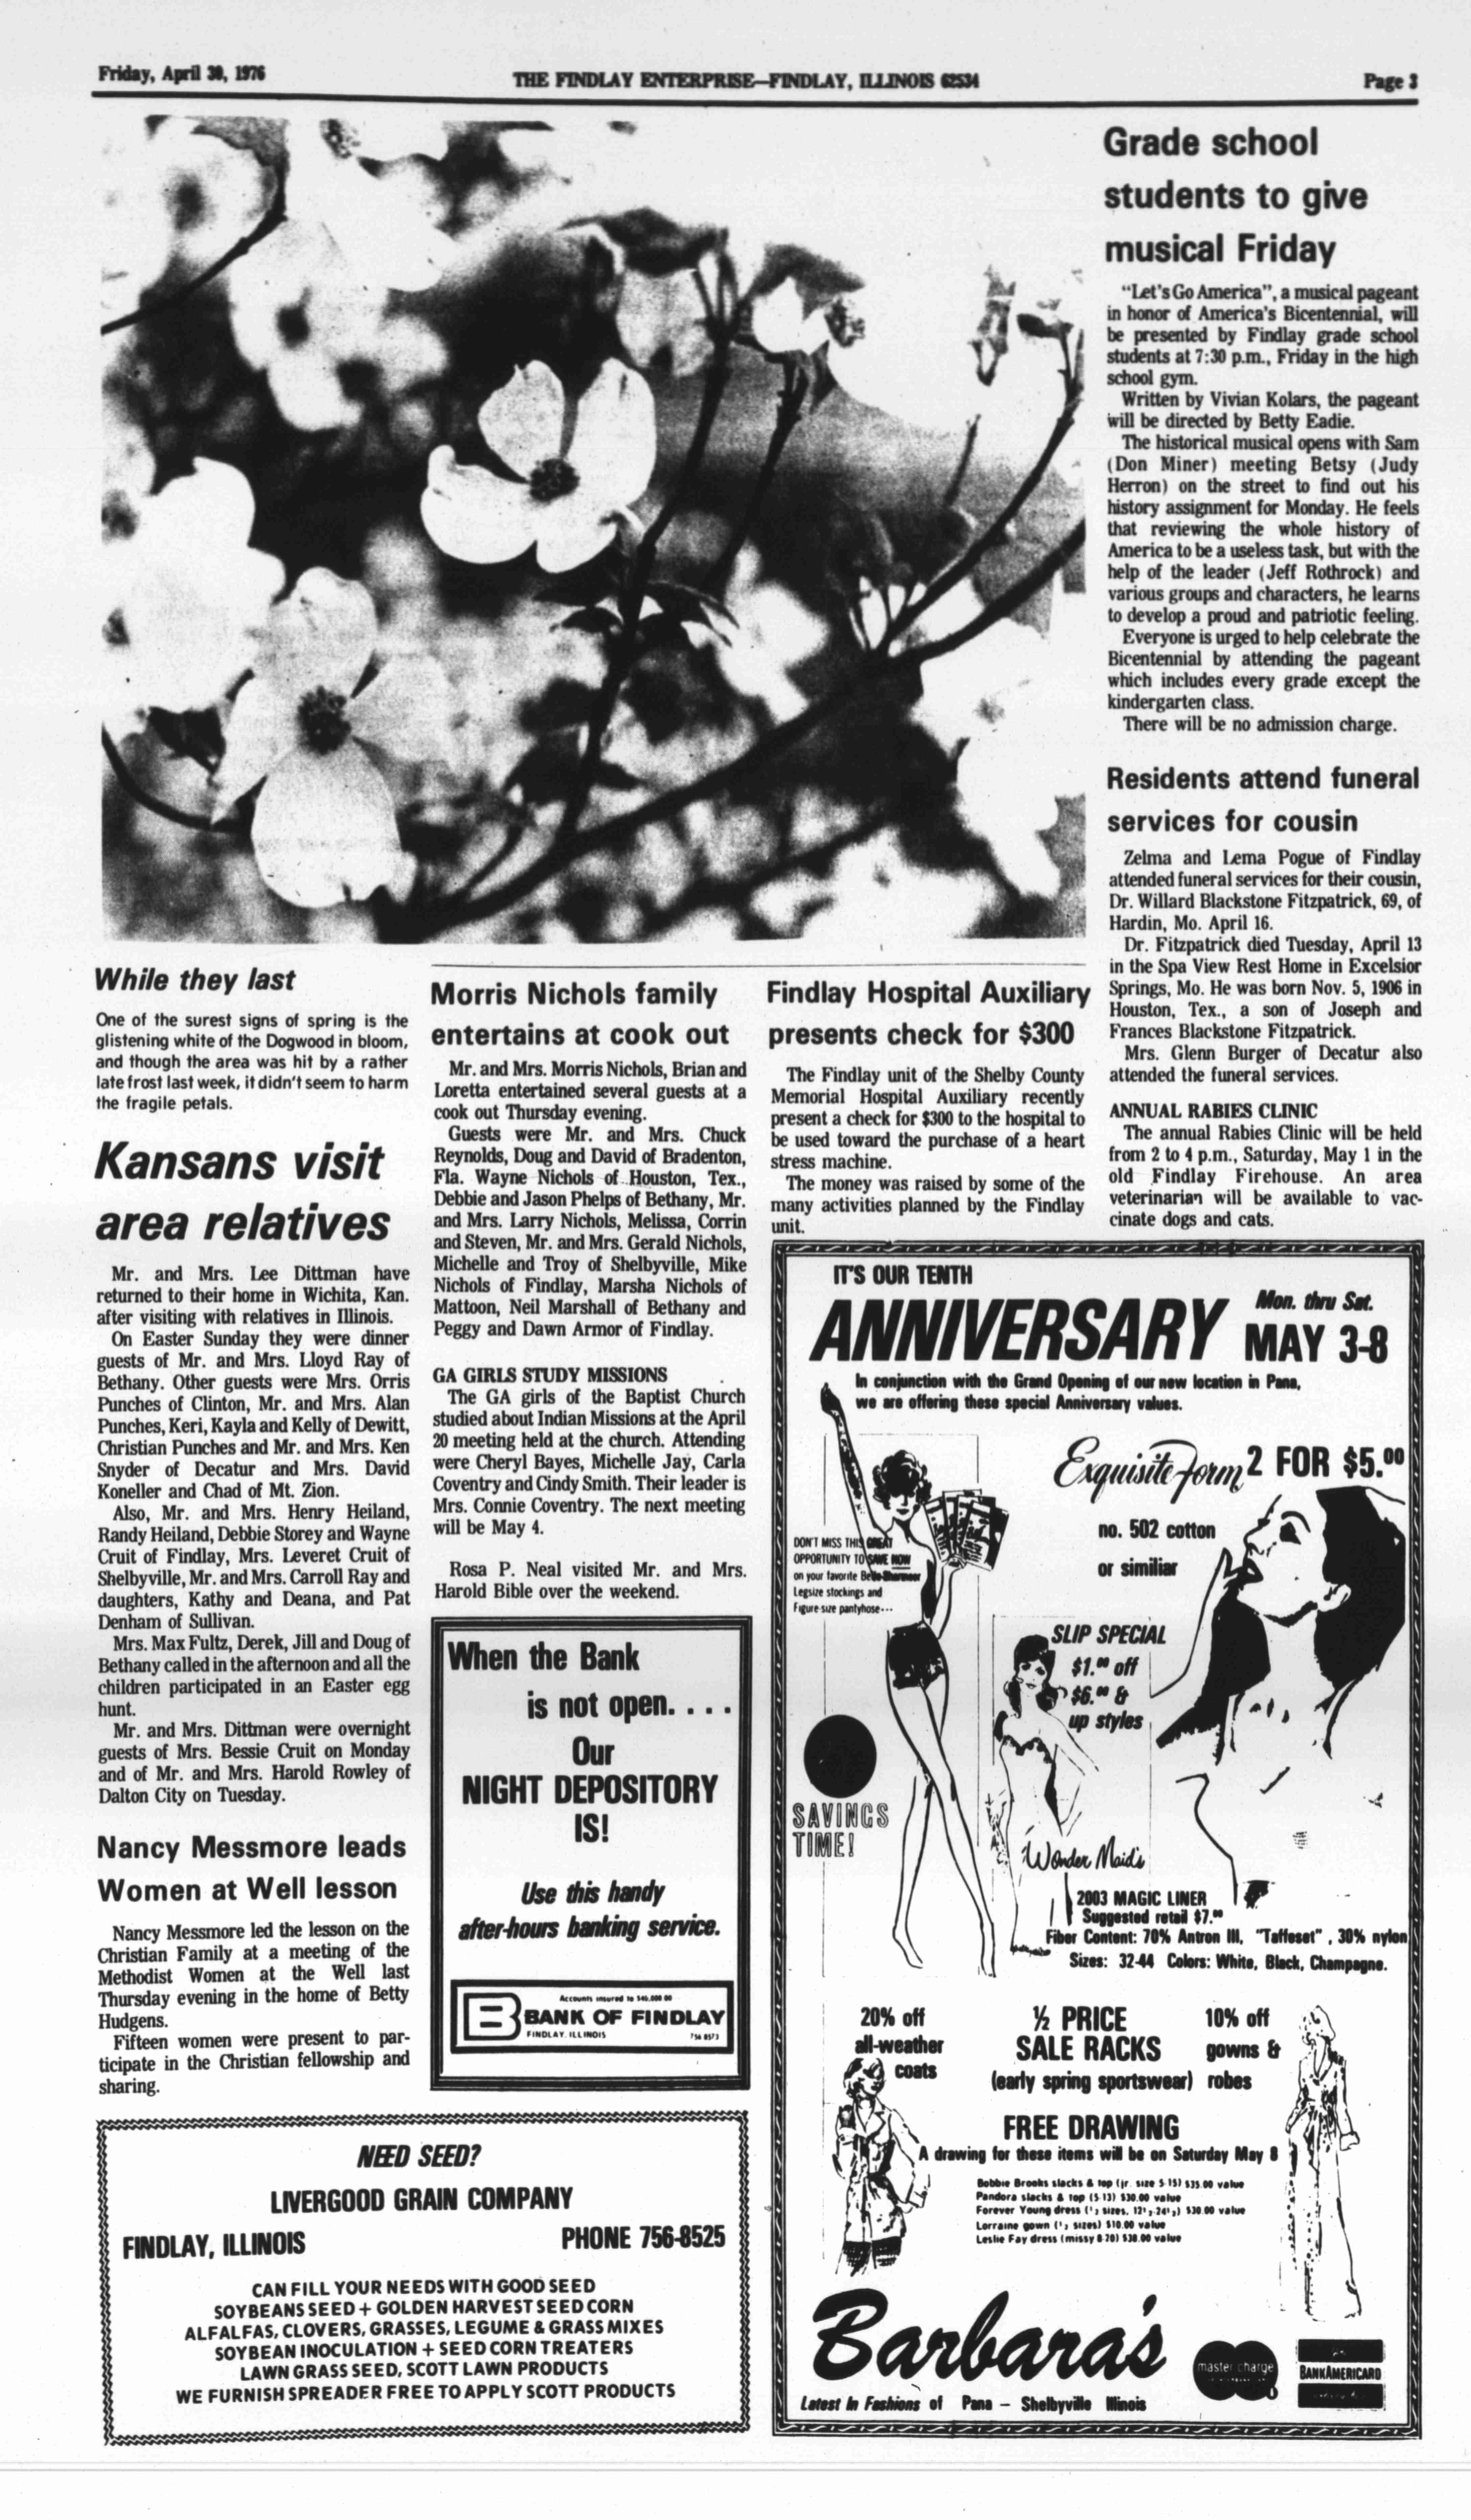 Friday, April 30, 1976
THE FINDLAY ENTERPRISE—FINDLAY, ILLINOIS 62534
Page 3
While they last
One of the surest signs of spring is the
glistening white of the Dogwood in bloom,
and though the area was hit by a rather
late frost last week, it didn't seem to harm
the fragile petals.
Kansans visit
area relatives
Mr. and Mrs. Lee Dittman have
returned to their home in Wichita, Kan.
after visiting with relatives in Illinois.
On Easter Sunday they were dinner
guests of Mr. and Mrs. Lloyd Ray of
Bethany. Other guests were Mrs. Orris
Punches of Clinton, Mr. and Mrs. Alan
Punches, Keri, Kayla and Kelly of Dewitt,
Christian Punches and Mr. and Mrs. Ken
Snyder of Decatur and Mrs. David
Koneller and Chad of Mt. Zion.
Also, Mr. and Mrs. Henry Heiland,
Randy Heiland, Debbie Storey and Wayne
Cruit of Findlay, Mrs. Leveret Cruit of
Shelbyville, Mr. and Mrs. Carroll Ray and
daughters, Kathy and Deana, and Pat
Denham of Sullivan.
Mrs. Max Fultz, Derek, Jill and Doug of
Bethany called in the afternoon and all the
children participated in an Easter egg
hunt.
Mr. and Mrs. Dittman were overnight
guests of Mrs. Bessie Cruit on Monday
and of Mr. and Mrs. Harold Rowley of
Dalton City on Tuesday.
Nancy Messmore leads
Women at Well lesson
Nancy Messmore led the lesson on the
Christian Family at a meeting of the
Methodist Women at the Well last
Thursday evening in the home of Betty
Hudgens.
Fifteen women were present to par-
ticipate in the Christian fellowship and
sharing.
Morris Nichols family
entertains at cook out
Mr. and Mrs. Morris Nichols, Brian and
Loretta entertained several guests at a
cook out Thursday evening.
Guests were Mr. and Mrs. Chuck
Reynolds, Doug and David of Bradenton,
Fla. Wayne Nichols of Houston, Tex.,
Debbie and Jason Phelps of Bethany, Mr.
and Mrs. Larry Nichols, Melissa, Corrin
and Steven, Mr. and Mrs. Gerald Nichols,
Michelle and Troy of Shelbyville, Mike
Nichols of Findlay, Marsha Nichols of
Mattoon, Neil Marshall of Bethany and
Peggy and Dawn Armor of Findlay.
GA GIRLS STUDY MISSIONS
The GA girls of the Baptist Church
studied about Indian Missions at the April
20 meeting held at the church. Attending
were Cheryl Bayes, Michelle Jay, Carla
Coventry and Cindy Smith. Their leader is
Mrs. Connie Coventry. The next meeting
will be May 4.
Rosa P. Neal visited Mr. and Mrs.
Harold Bible over the weekend.
When the Bank
is not open. . . .
Our
NIGHT DEPOSITORY
IS!
Use this handy
after-hours banking service.
Accounts insured to $40,000.00
BANK OF FINDLAY
FINDLAY, ILLINOIS
756 8573
NEED SEED?
LIVERGOOD GRAIN COMPANY
FINDLAY, ILLINOIS
PHONE 756-8525
CAN FILL YOUR NEEDS WITH GOOD SEED
SOYBEANS SEED + GOLDEN HARVEST SEED CORN
ALFALFAS, CLOVERS, GRASSES, LEGUME & GRASS MIXES
SOYBEAN INOCULATION + SEED CORN TREATERS
LAWN GRASS SEED, SCOTT LAWN PRODUCTS
WE FURNISH SPREADER FREE TO APPLY SCOTT PRODUCTS
Findlay Hospital Auxiliary
presents check for $300
The Findlay unit of the Shelby County
Memorial Hospital Auxiliary recently
present a check for $300 to the hospital to
be used toward the purchase of a heart
stress machine.
The money was raised by some of the
many activities planned by the Findlay
unit.
Grade school
students to give
musical Friday
"Let's Go America", a musical pageant
in honor of America's Bicentennial, will
be presented by Findlay grade school
students at 7:30 p.m., Friday in the high
school gym.
Written by Vivian Kolars, the pageant
will be directed by Betty Eadie.
The historical musical opens with Sam
(Don Miner) meeting Betsy (Judy
Herron) on the street to find out his
history assignment for Monday. He feels
that reviewing the whole history of
America to be a useless task, but with the
help of the leader (Jeff Rothrock) and
various groups and characters, he learns
to develop a proud and patriotic feeling.
Everyone is urged to help celebrate the
Bicentennial by attending the pageant
which includes every grade except the
kindergarten class.
There will be no admission charge.
Residents attend funeral
services for cousin
Zelma and Lema Pogue of Findlay
attended funeral services for their cousin,
Dr. Willard Blackstone Fitzpatrick, 69, of
Hardin, Mo. April 16.
Dr. Fitzpatrick died Tuesday, April 13
in the Spa View Rest Home in Excelsior
Springs, Mo. He was born Nov. 5, 1906 in
Houston, Tex., a son of Joseph and
Frances Blackstone Fitzpatrick.
Mrs. Glenn Burger of Decatur also
attended the funeral services.
ANNUAL RABIES CLINIC
The annual Rabies Clinic will be held
from 2 to 4 p.m., Saturday, May 1 in the
old Findlay Firehouse. An area
veterinarian will be available to vac-
cinate dogs and cats.
IT'S OUR TENTH
ANNIVERSARY
Mon. thru Sat.
MAY 3-8
In conjunction with the Grand Opening of our new location in Pana,
we are offering these special Anniversary values.
Exquisite Form 2 FOR $5.00
no. 502 cotton
or similiar
DON'T MISS THIS GREAT
OPPORTUNITY TO SAVE NOW
on your favorite Belle-Sharmeer
Legsize stockings and
Figure-size pantyhose...
SLIP SPECIAL
$1.00 off
$6.00 &
up styles
SAVINGS
TIME!
Wonder Maid's
2003 MAGIC LINER
Suggested retail $7.00
Fiber Content: 70% Antron III, "Taffeset" , 30% nylon
Sizes: 32-44 Colors: White, Black, Champagne.
20% off
all-weather
coats
½ PRICE
SALE RACKS
(early spring sportswear)
10% off
gowns &
robes
FREE DRAWING
A drawing for these items will be on Saturday May 8
Bobbie Brooks slacks & top (jr. size 5-15) $35.00 value
Pandora slacks & top (5-13) $30.00 value
Forever Young dress (½ sizes, 12½-24½) $30.00 value
Lorraine gown (½ sizes) $10.00 value
Leslie Fay dress (missy 8-20) $38.00 value
Barbara's
Latest In Fashions of Pana – Shelbyville Illinois
master charge
BANKAMERICARD